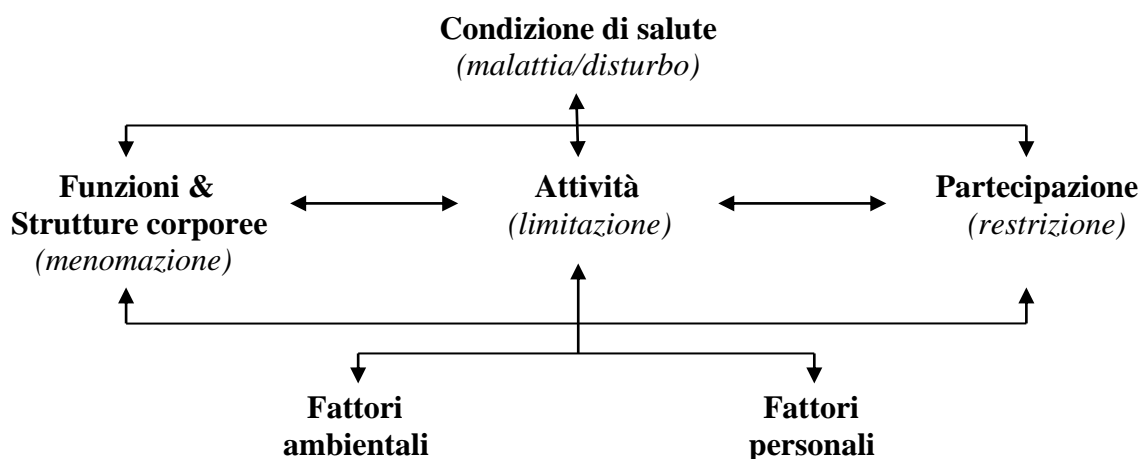 Condizione di salute
(malattia/disturbo)
Funzioni &
Strutture corporee
(menomazione)
Attività
(limitazione)
Partecipazione
(restrizione)
Fattori
ambientali
Fattori
personali